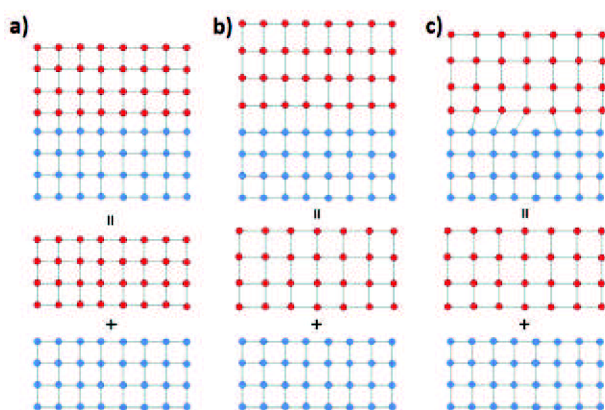 a) b) c)
= = =
+ + +